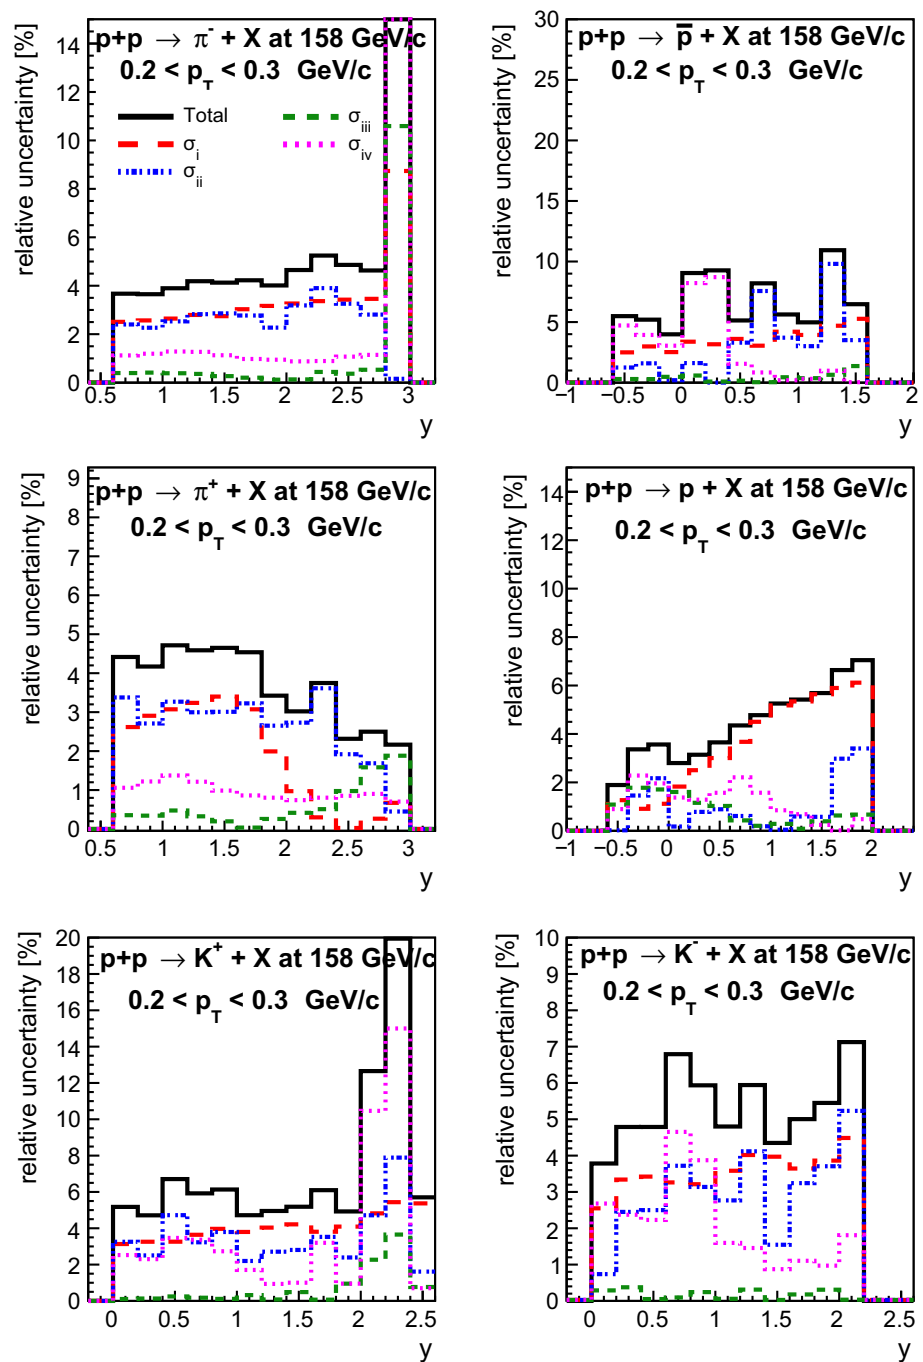 p+p → π⁻ + X at 158 GeV/c
0.2 < p_T < 0.3 GeV/c
Total
σ_i
σ_ii
σ_iii
σ_iv
relative uncertainty [%]
14
12
10
8
6
4
2
0
0.5 1 1.5 2 2.5 3
y
p+p → p̅ + X at 158 GeV/c
0.2 < p_T < 0.3 GeV/c
relative uncertainty [%]
30
25
20
15
10
5
0
−1 −0.5 0 0.5 1 1.5 2
y
p+p → π⁺ + X at 158 GeV/c
0.2 < p_T < 0.3 GeV/c
relative uncertainty [%]
9
8
7
6
5
4
3
2
1
0
0.5 1 1.5 2 2.5 3
y
p+p → p + X at 158 GeV/c
0.2 < p_T < 0.3 GeV/c
relative uncertainty [%]
14
12
10
8
6
4
2
0
−1 −0.5 0 0.5 1 1.5 2 2.5
y
p+p → K⁺ + X at 158 GeV/c
0.2 < p_T < 0.3 GeV/c
relative uncertainty [%]
20
18
16
14
12
10
8
6
4
2
0
0 0.5 1 1.5 2 2.5
y
p+p → K⁻ + X at 158 GeV/c
0.2 < p_T < 0.3 GeV/c
relative uncertainty [%]
10
9
8
7
6
5
4
3
2
1
0
0 0.5 1 1.5 2 2.5
y